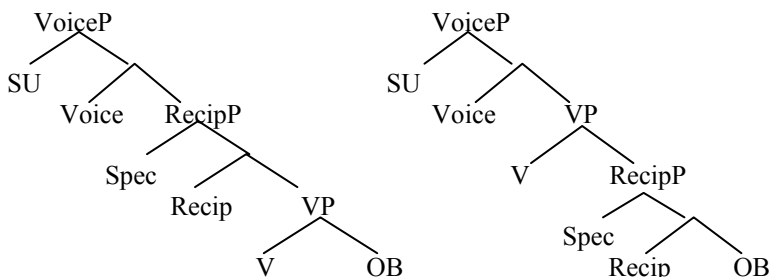 VoiceP VoiceP
SU SU
Voice RecipP Voice VP
Spec V RecipP
Recip VP Spec
V OB Recip OB